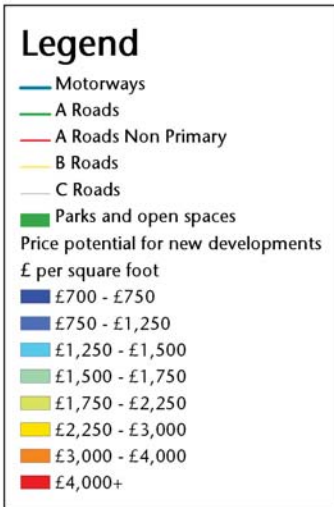 Legend
Motorways
A Roads
A Roads Non Primary
B Roads
C Roads
Parks and open spaces
Price potential for new developments
£ per square foot
£700 - £750
£750 - £1,250
£1,250 - £1,500
£1,500 - £1,750
£1,750 - £2,250
£2,250 - £3,000
£3,000 - £4,000
£4,000+